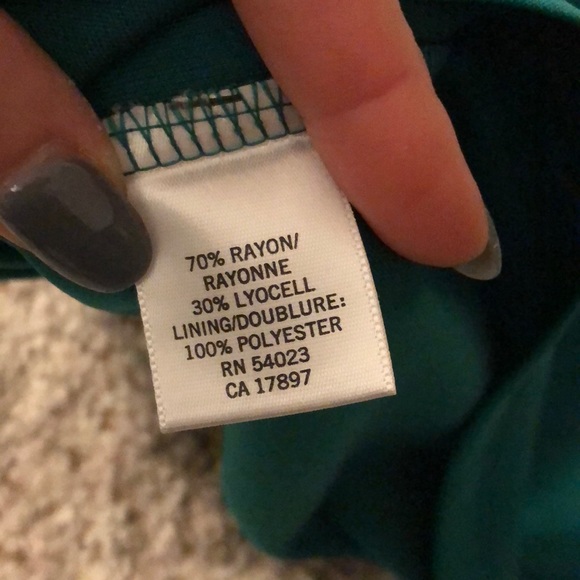 70% RAYON/
RAYONNE
30% LYOCELL
LINING/DOUBLURE:
100% POLYESTER
RN 54023
CA 17897